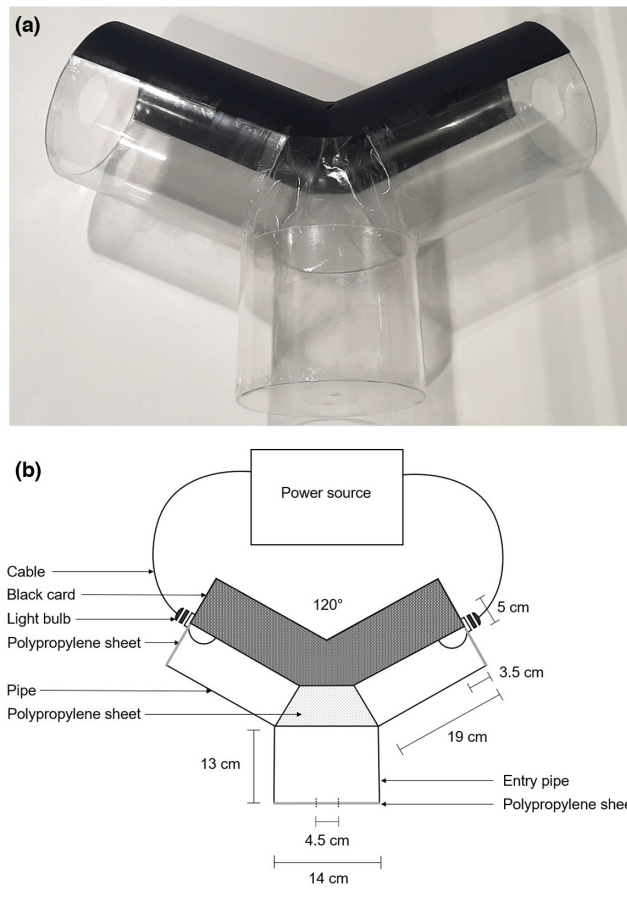 (a)
(b)
Power source
Cable
Black card
120°
Light bulb
5 cm
Polypropylene sheet
3.5 cm
Pipe
Polypropylene sheet
19 cm
13 cm
Entry pipe
Polypropylene
4.5 cm
14 cm